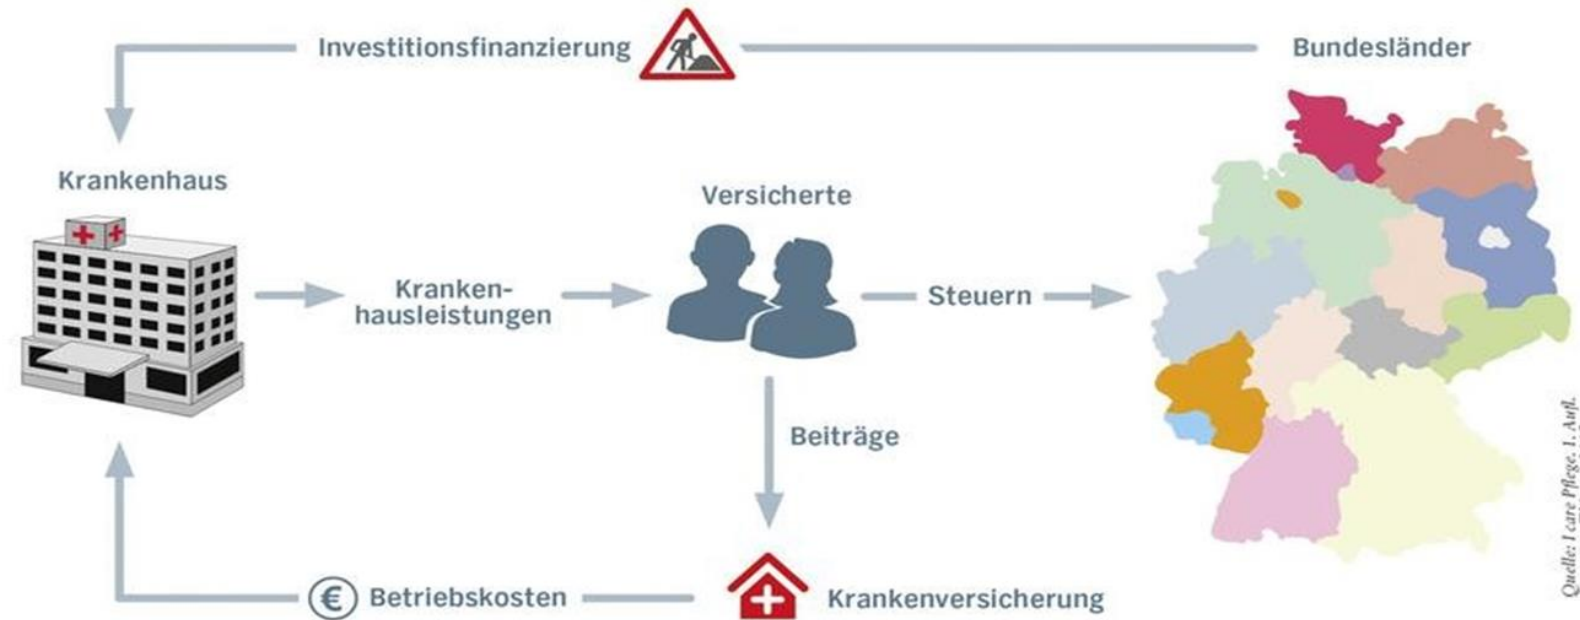 Investitionsfinanzierung
Bundesländer
Krankenhaus
Versicherte
Kranken-
hausleistungen
Steuern
Beiträge
€ Betriebskosten
Krankenversicherung
Quelle: I care Pflege, 1. Aufl.